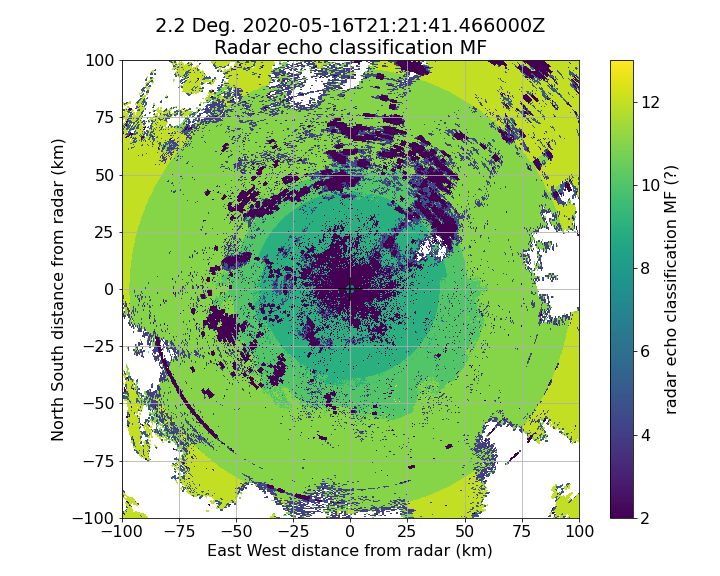 2.2 Deg. 2020-05-16T21:21:41.466000Z
Radar echo classification MF
100
75
50
25
0
−25
−50
−75
−100
North South distance from radar (km)
−100 −75 −50 −25 0 25 50 75 100
East West distance from radar (km)
12
10
8
6
4
2
radar echo classification MF (?)